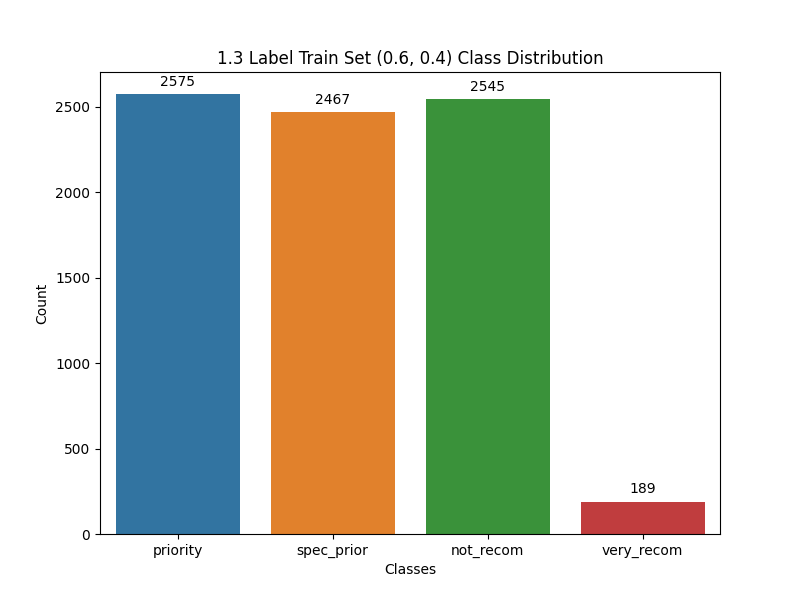 1.3 Label Train Set (0.6, 0.4) Class Distribution
2575
2467
2545
189
2500
2000
1500
1000
500
0
Count
priority
spec_prior
not_recom
very_recom
Classes